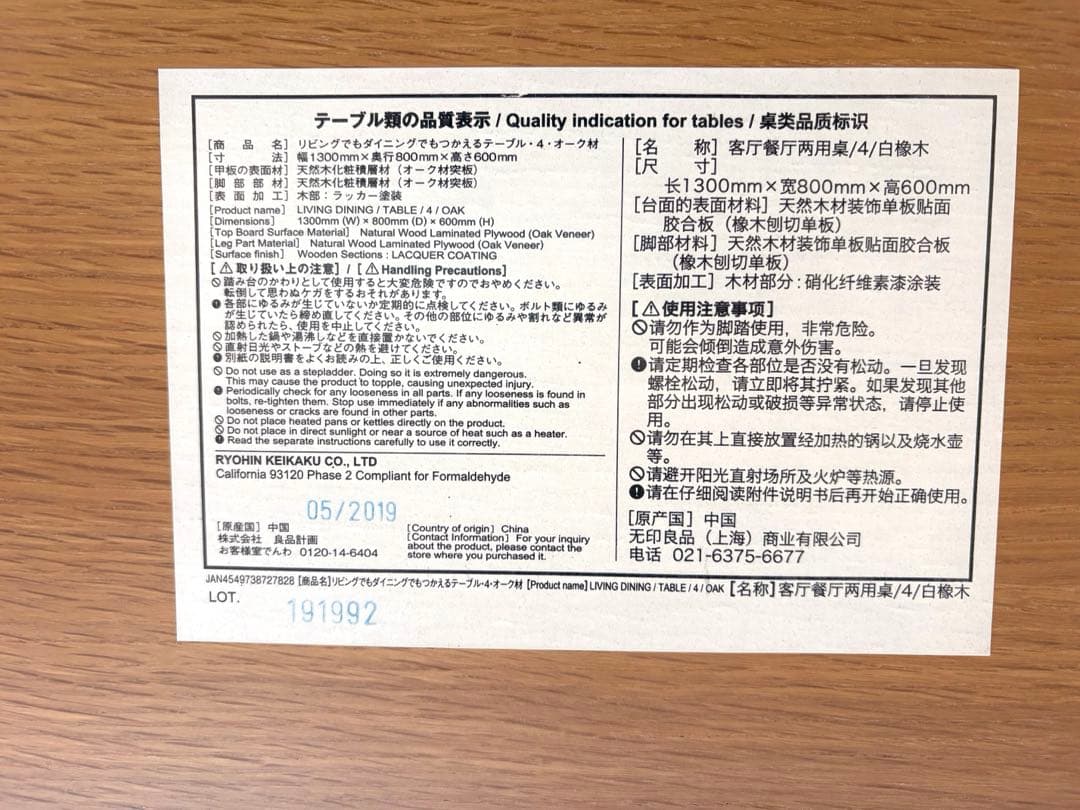 テーブル類の品質表示 / Quality indication for tables / 桌类品质标识
[商品名] リビングでもダイニングでもつかえるテーブル・4・オーク材
[寸法] 幅1300mm×奥行800mm×高さ600mm
[甲板の表面材] 天然木化粧積層材（オーク材突板）
[脚部部材] 天然木化粧積層材（オーク材突板）
[表面加工] 木部：ラッカー塗装
[Product name] LIVING DINING / TABLE / 4 / OAK
[Dimensions] 1300mm (W) × 800mm (D) × 600mm (H)
[Top Board Surface Material] Natural Wood Laminated Plywood (Oak Veneer)
[Leg Part Material] Natural Wood Laminated Plywood (Oak Veneer)
[Surface finish] Wooden Sections : LACQUER COATING
[⚠取り扱い上の注意] / [⚠Handling Precautions]
🚫踏み台のかわりとして使用すると大変危険ですのでおやめください。
転倒して思わぬケガをするおそれがあります。
❗各部にゆるみが生じていないか定期的に点検してください。ボルト類にゆるみ
が生じていたら締め直してください。その他の部位にゆるみや割れなど異常が
認められたら、使用を中止してください。
🚫加熱した鍋や湯沸しなどを直接置かないでください。
🚫直射日光やストーブなどの熱を避けてください。
❗別紙の説明書をよくお読みの上、正しくご使用ください。
🚫Do not use as a stepladder. Doing so it is extremely dangerous.
This may cause the product to topple, causing unexpected injury.
❗Periodically check for any looseness in all parts. If any looseness is found in
bolts, re-tighten them. Stop use immediately if any abnormalities such as
looseness or cracks are found in other parts.
🚫Do not place heated pans or kettles directly on the product.
🚫Do not place in direct sunlight or near a source of heat such as a heater.
❗Read the separate instructions carefully to use it correctly.
RYOHIN KEIKAKU CO., LTD
California 93120 Phase 2 Compliant for Formaldehyde
05/2019
[原産国] 中国
株式会社 良品計画
お客様室でんわ 0120-14-6404
[Country of origin] China
[Contact Information] For your inquiry
about the product, please contact the
store where you purchased it.
[名称] 客厅餐厅两用桌/4/白橡木
[尺寸]
长1300mm×宽800mm×高600mm
[台面的表面材料] 天然木材装饰单板贴面
胶合板（橡木刨切单板）
[脚部材料] 天然木材装饰单板贴面胶合板
（橡木刨切单板）
[表面加工] 木材部分：硝化纤维素漆涂装
[⚠使用注意事项]
🚫请勿作为脚踏使用，非常危险。
可能会倾倒造成意外伤害。
❗请定期检查各部位是否没有松动。一旦发现
螺栓松动，请立即将其拧紧。如果发现其他
部分出现松动或破损等异常状态，请停止使
用。
🚫请勿在其上直接放置经加热的锅以及烧水壶
等。
🚫请避开阳光直射场所及火炉等热源。
❗请在仔细阅读附件说明书后再开始正确使用。
[原产国] 中国
无印良品（上海）商业有限公司
电话 021-6375-6677
JAN4549738727828 [商品名]リビングでもダイニングでもつかえるテーブル・4・オーク材 [Product name] LIVING DINING / TABLE / 4 / OAK [名称]客厅餐厅两用桌/4/白橡木
LOT.
191992